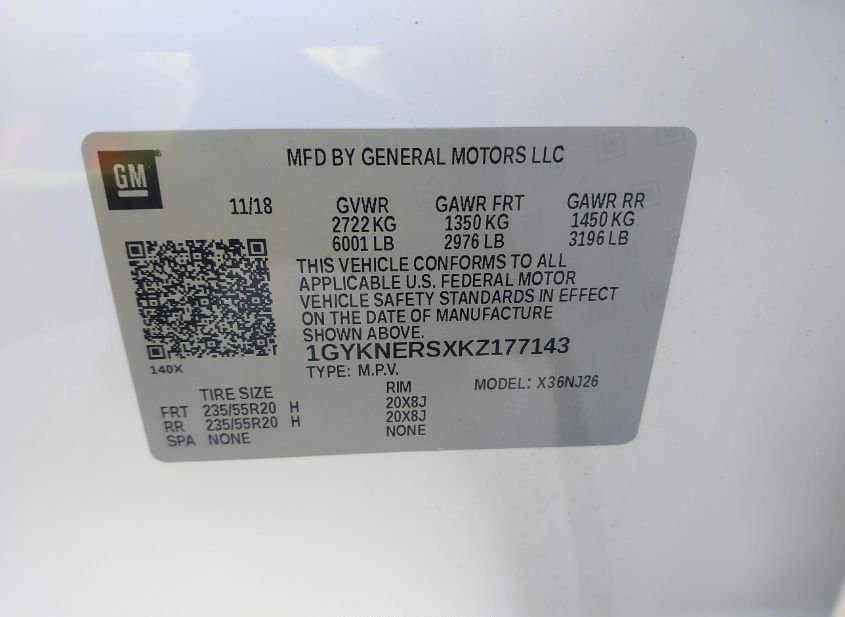 GM
MFD BY GENERAL MOTORS LLC
11/18 GVWR GAWR FRT GAWR RR
2722 KG 1350 KG 1450 KG
6001 LB 2976 LB 3196 LB
THIS VEHICLE CONFORMS TO ALL
APPLICABLE U.S. FEDERAL MOTOR
VEHICLE SAFETY STANDARDS IN EFFECT
ON THE DATE OF MANUFACTURE
SHOWN ABOVE.
1GYKNERSXKZ177143
140X
TYPE: M.P.V. MODEL: X36NJ26
TIRE SIZE RIM
FRT 235/55R20 H 20X8J
RR 235/55R20 H 20X8J
SPA NONE NONE